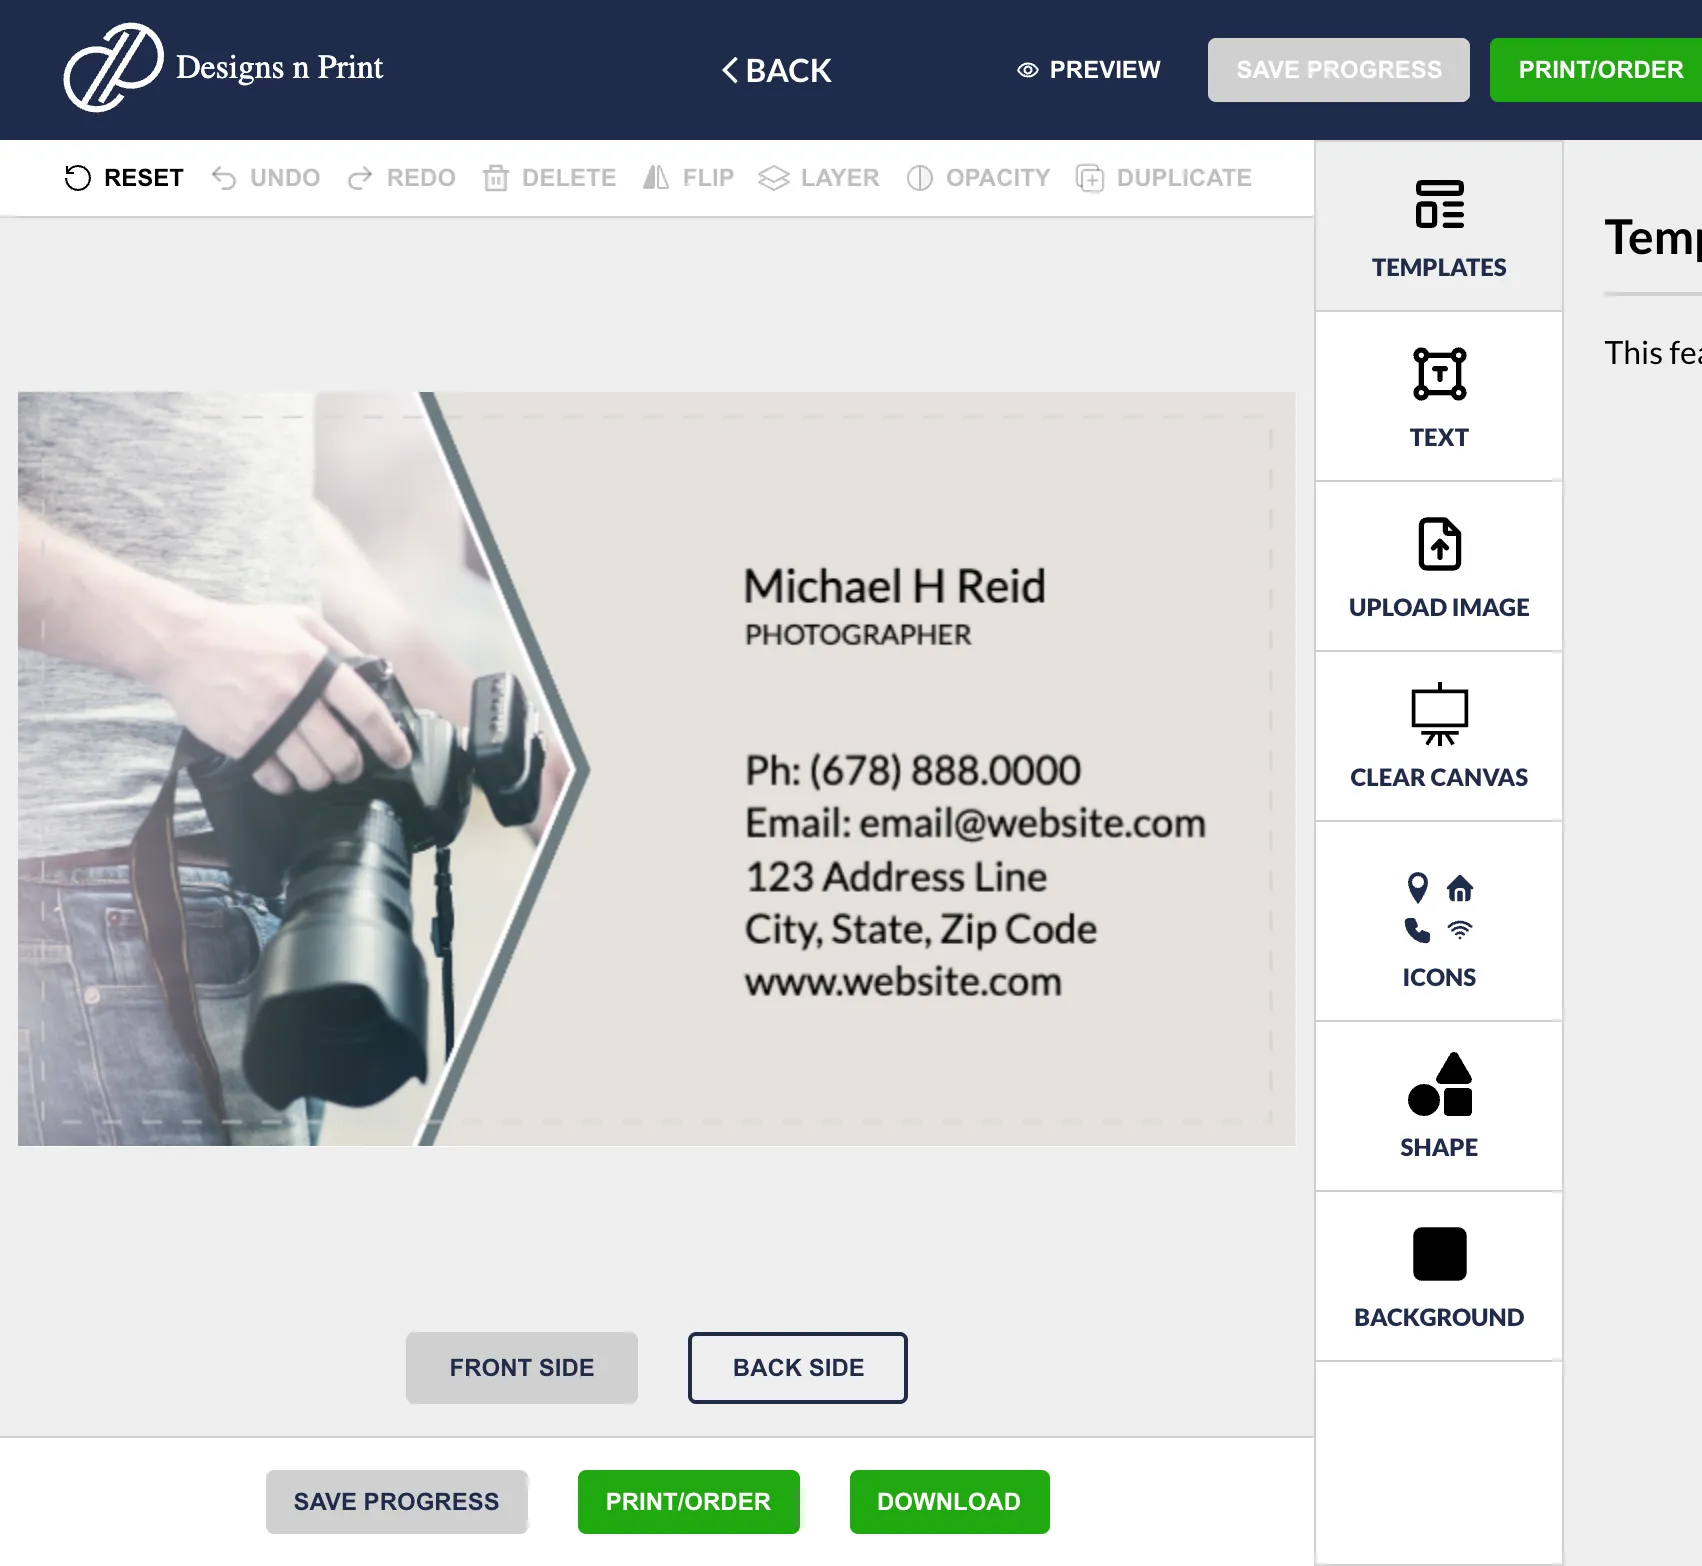 Designs n Print
BACK
PREVIEW
SAVE PROGRESS
PRINT/ORDER
RESET
UNDO
REDO
DELETE
FLIP
LAYER
OPACITY
DUPLICATE
TEMPLATES
TEXT
UPLOAD IMAGE
CLEAR CANVAS
ICONS
SHAPE
BACKGROUND
Temp
This fea
Michael H Reid
PHOTOGRAPHER
Ph: (678) 888.0000
Email: email@website.com
123 Address Line
City, State, Zip Code
www.website.com
FRONT SIDE
BACK SIDE
SAVE PROGRESS
PRINT/ORDER
DOWNLOAD